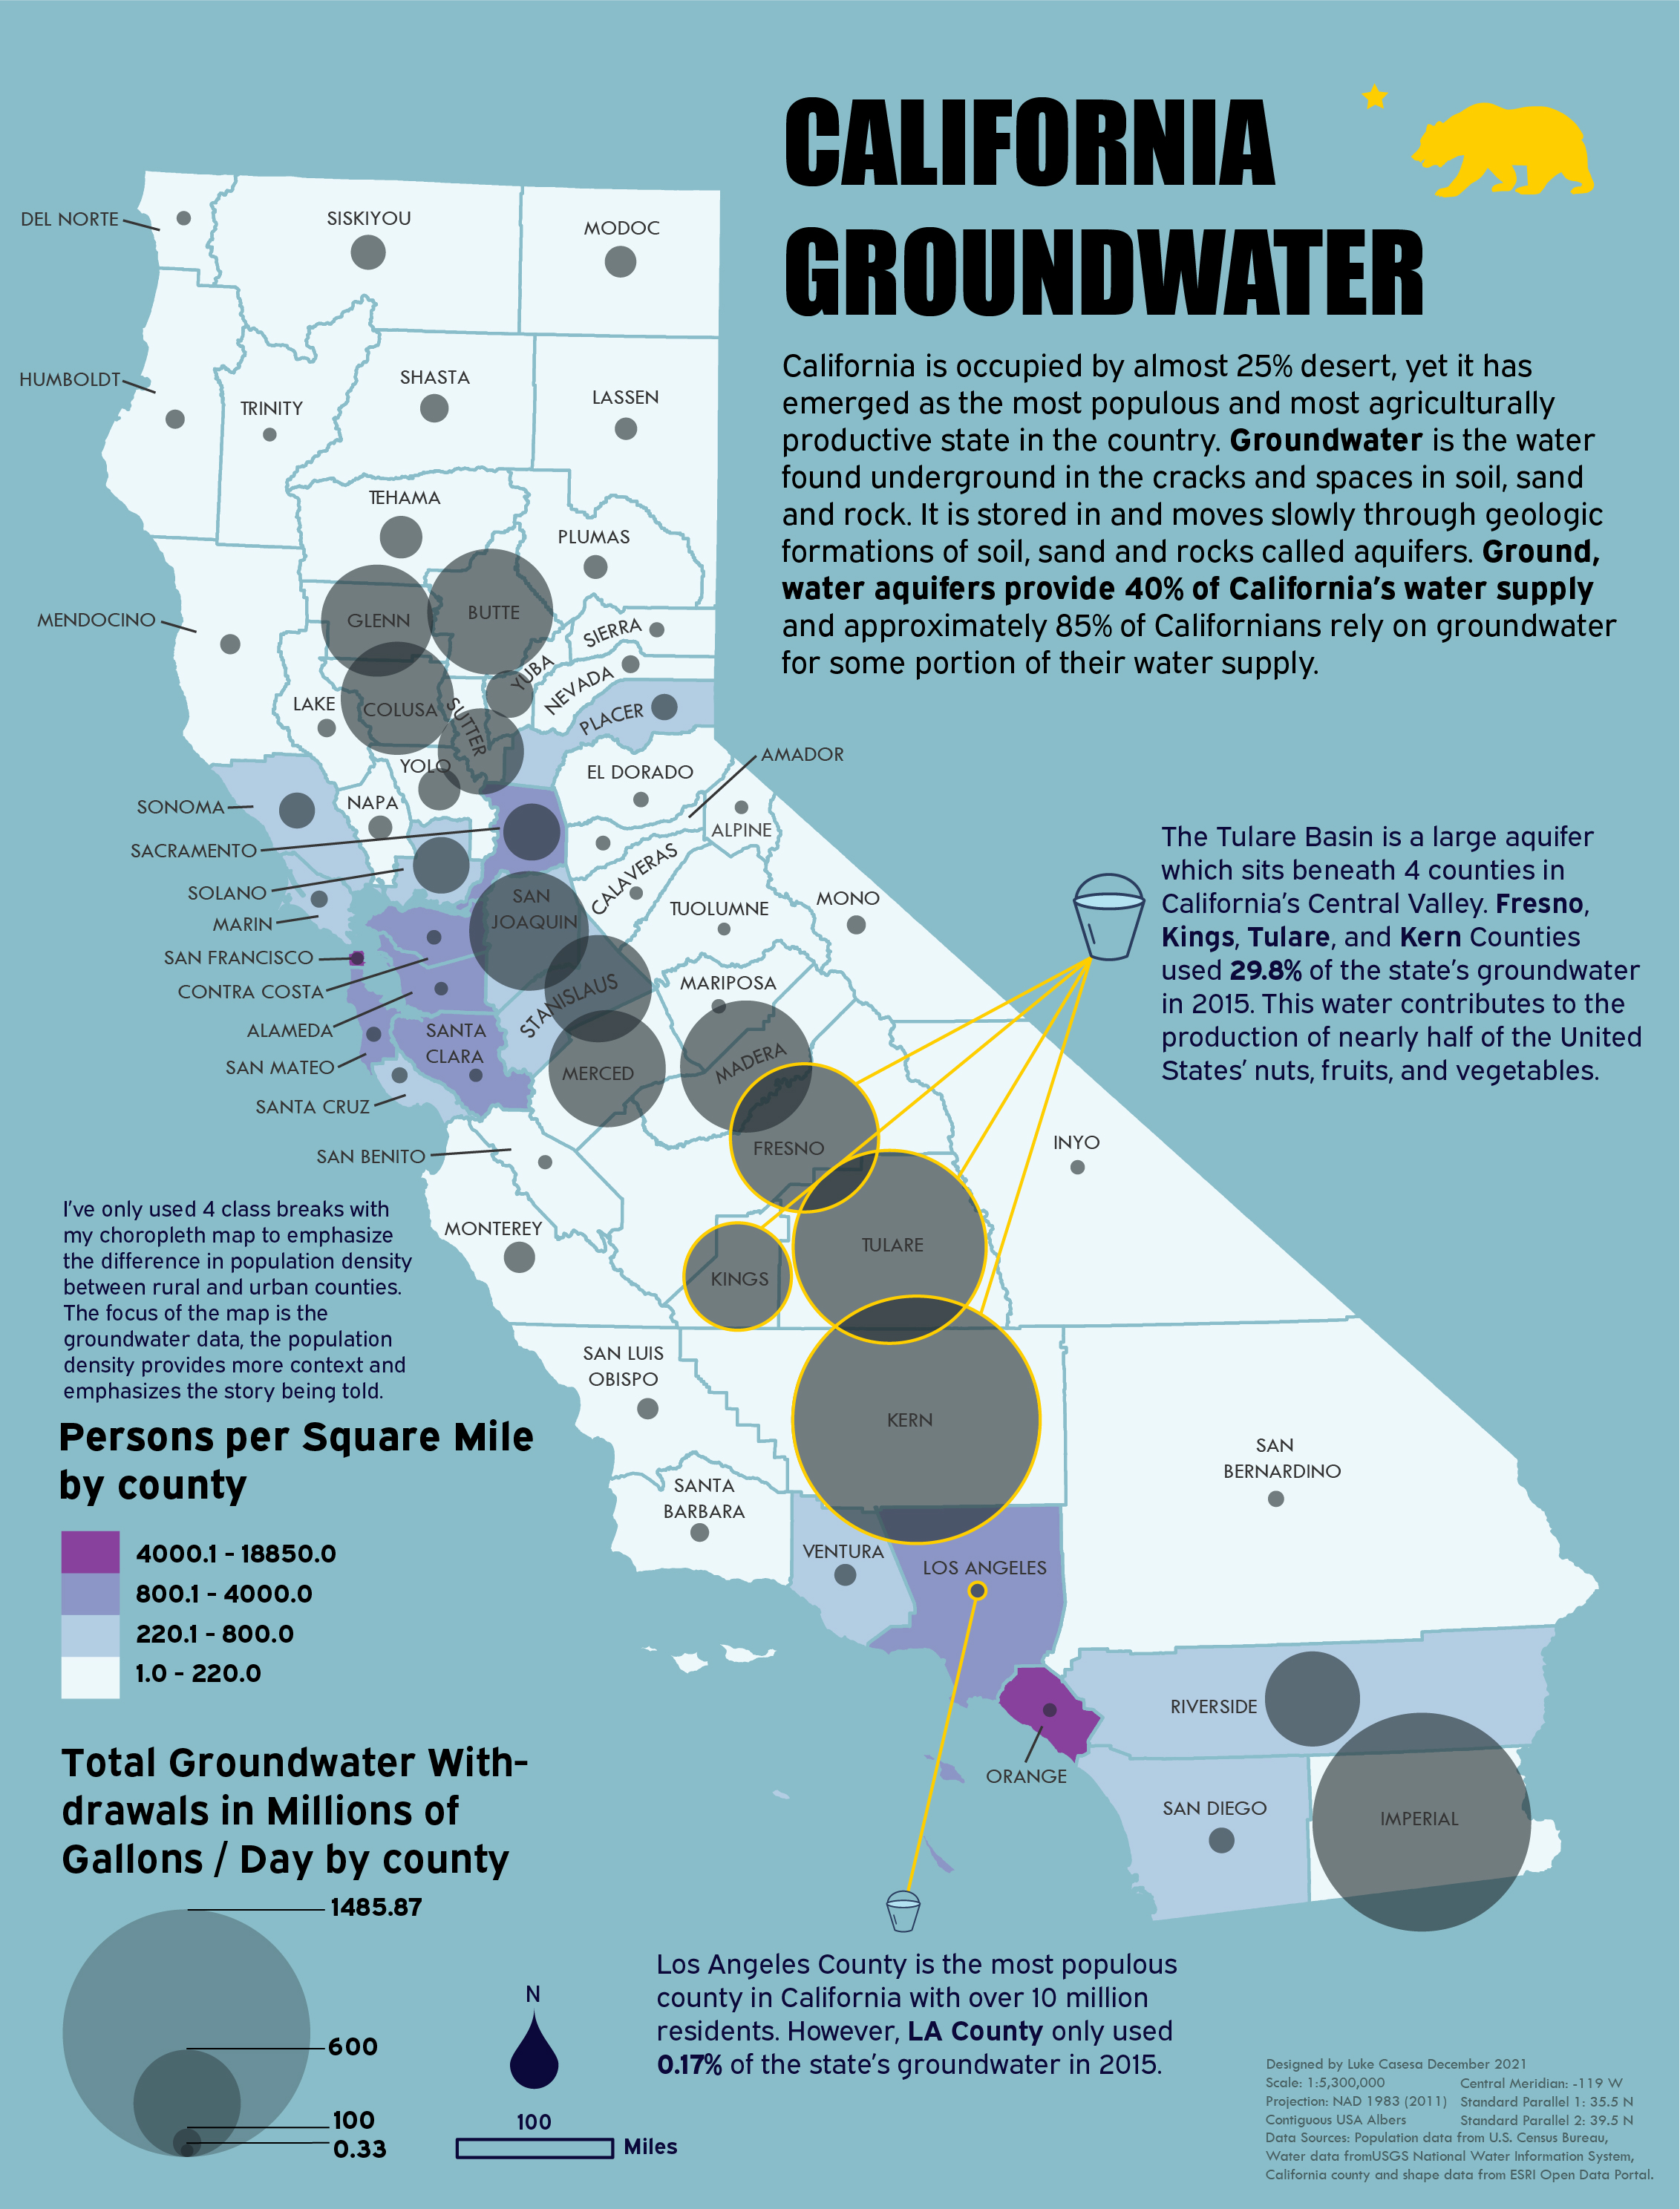 CALIFORNIA
GROUNDWATER
California is occupied by almost 25% desert, yet it has
emerged as the most populous and most agriculturally
productive state in the country. Groundwater is the water
found underground in the cracks and spaces in soil, sand
and rock. It is stored in and moves slowly through geologic
formations of soil, sand and rocks called aquifers. Ground,
water aquifers provide 40% of California's water supply
and approximately 85% of Californians rely on groundwater
for some portion of their water supply.
DEL NORTE
SISKIYOU
MODOC
HUMBOLDT
TRINITY
SHASTA
LASSEN
TEHAMA
PLUMAS
MENDOCINO
GLENN
BUTTE
SIERRA
YUBA
NEVADA
LAKE
COLUSA
SUTTER
PLACER
YOLO
EL DORADO
AMADOR
SONOMA
NAPA
ALPINE
SACRAMENTO
CALAVERAS
SOLANO
SAN
JOAQUIN
TUOLUMNE
MONO
MARIN
SAN FRANCISCO
CONTRA COSTA
STANISLAUS
MARIPOSA
ALAMEDA
SANTA
CLARA
SAN MATEO
MERCED
MADERA
SANTA CRUZ
SAN BENITO
FRESNO
INYO
MONTEREY
KINGS
TULARE
SAN LUIS
OBISPO
KERN
SAN
BERNARDINO
SANTA
BARBARA
VENTURA
LOS ANGELES
RIVERSIDE
ORANGE
SAN DIEGO
IMPERIAL
The Tulare Basin is a large aquifer
which sits beneath 4 counties in
California's Central Valley. Fresno,
Kings, Tulare, and Kern Counties
used 29.8% of the state's groundwater
in 2015. This water contributes to the
production of nearly half of the United
States' nuts, fruits, and vegetables.
I've only used 4 class breaks with
my choropleth map to emphasize
the difference in population density
between rural and urban counties.
The focus of the map is the
groundwater data, the population
density provides more context and
emphasizes the story being told.
Persons per Square Mile
by county
4000.1 - 18850.0
800.1 - 4000.0
220.1 - 800.0
1.0 - 220.0
Total Groundwater With-
drawals in Millions of
Gallons / Day by county
1485.87
600
100
0.33
N
100
Miles
Los Angeles County is the most populous
county in California with over 10 million
residents. However, LA County only used
0.17% of the state's groundwater in 2015.
Designed by Luke Casesa December 2021
Scale: 1:5,300,000 Central Meridian: -119 W
Projection: NAD 1983 (2011) Standard Parallel 1: 35.5 N
Contiguous USA Albers Standard Parallel 2: 39.5 N
Data Sources: Population data from U.S. Census Bureau,
Water data fromUSGS National Water Information System,
California county and shape data from ESRI Open Data Portal.